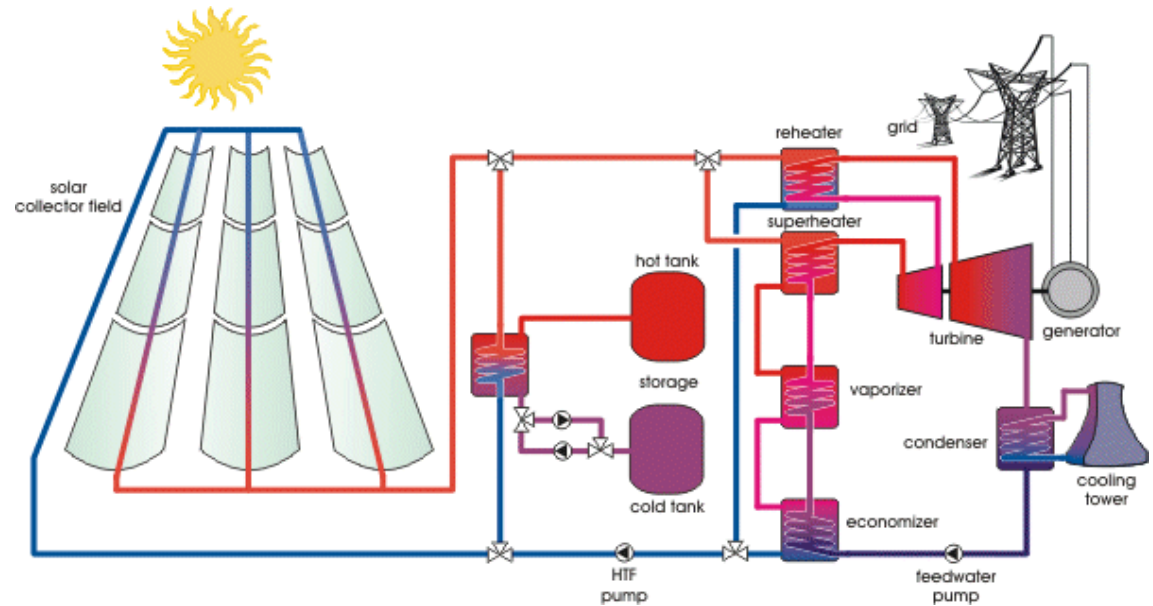 reheater
grid
solar
collector field
superheater
hot tank
generator
turbine
storage
vaporizer
condenser
cooling
tower
cold tank
economizer
HTF
pump
feedwater
pump